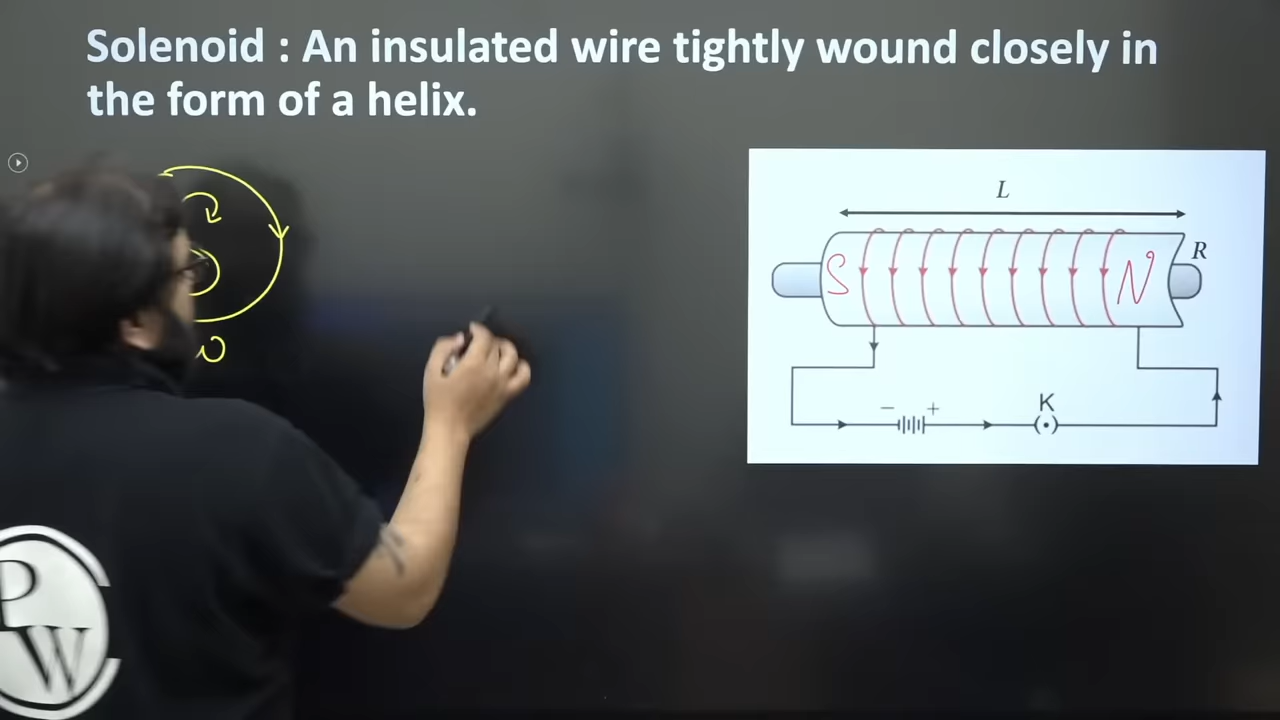 Solenoid : An insulated wire tightly wound closely in
the form of a helix.
L
S
N
R
− +
K
PW